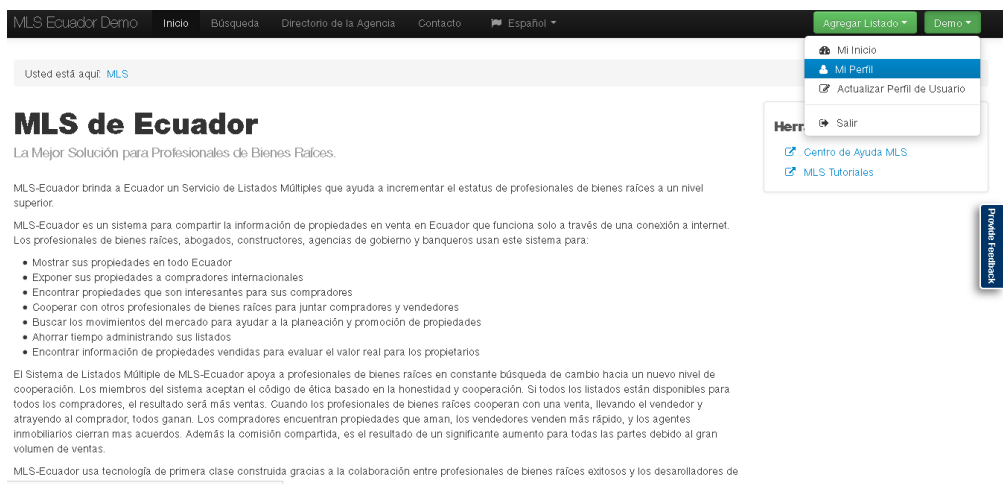 MLS Ecuador Demo Inicio Búsqueda Directorio de la Agencia Contacto Español Agregar Listado Demo
Mi Inicio
Mi Perfil
Actualizar Perfil de Usuario
Salir
Usted está aquí: MLS
MLS de Ecuador
La Mejor Solución para Profesionales de Bienes Raíces.
MLS-Ecuador brinda a Ecuador un Servicio de Listados Múltiples que ayuda a incrementar el estatus de profesionales de bienes raíces a un nivel
superior.
MLS-Ecuador es un sistema para compartir la información de propiedades en venta en Ecuador que funciona solo a través de una conexión a internet.
Los profesionales de bienes raíces, abogados, constructores, agencias de gobierno y banqueros usan este sistema para:
• Mostrar sus propiedades en todo Ecuador
• Exponer sus propiedades a compradores internacionales
• Encontrar propiedades que son interesantes para sus compradores
• Cooperar con otros profesionales de bienes raíces para juntar compradores y vendedores
• Buscar los movimientos del mercado para ayudar a la planeación y promoción de propiedades
• Ahorrar tiempo administrando sus listados
• Encontrar información de propiedades vendidas para evaluar el valor real para los propietarios
El Sistema de Listados Múltiple de MLS-Ecuador apoya a profesionales de bienes raíces en constante búsqueda de cambio hacia un nuevo nivel de
cooperación. Los miembros del sistema aceptan el código de ética basado en la honestidad y cooperación. Si todos los listados están disponibles para
todos los compradores, el resultado será más ventas. Cuando los profesionales de bienes raíces cooperan con una venta, llevando el vendedor y
atrayendo al comprador, todos ganan. Los compradores encuentran propiedades que aman, los vendedores venden más rápido, y los agentes
inmobiliarios cierran mas acuerdos. Además la comisión compartida, es el resultado de un significante aumento para todas las partes debido al gran
volumen de ventas.
MLS-Ecuador usa tecnología de primera clase construida gracias a la colaboración entre profesionales de bienes raíces exitosos y los desarolladores de
Herr
Centro de Ayuda MLS
MLS Tutoriales
Provide Feedback